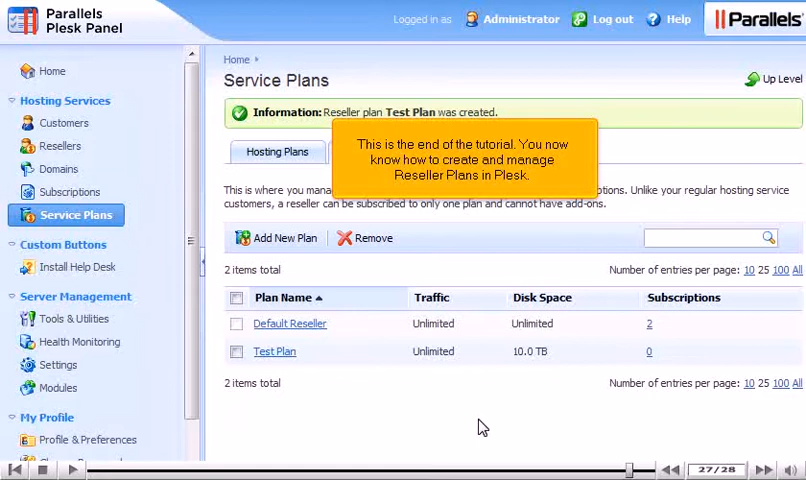 Parallels
Plesk Panel
Logged in as Administrator Log out Help
Parallels
Home
Hosting Services
Customers
Resellers
Domains
Subscriptions
Service Plans
Custom Buttons
Install Help Desk
Server Management
Tools & Utilities
Health Monitoring
Settings
Modules
My Profile
Profile & Preferences
Home
Service Plans
Up Level
Information: Reseller plan Test Plan was created.
This is the end of the tutorial. You now
know how to create and manage
Reseller Plans in Plesk.
Hosting Plans
This is where you ptions. Unlike your regular hosting service
customers, a reseller can be subscribed to only one plan and cannot have add-ons.
Add New Plan Remove
2 items total Number of entries per page: 10 25 100 All
Plan Name Traffic Disk Space Subscriptions
Default Reseller Unlimited Unlimited 2
Test Plan Unlimited 10.0 TB 0
2 items total Number of entries per page: 10 25 100 All
27/28